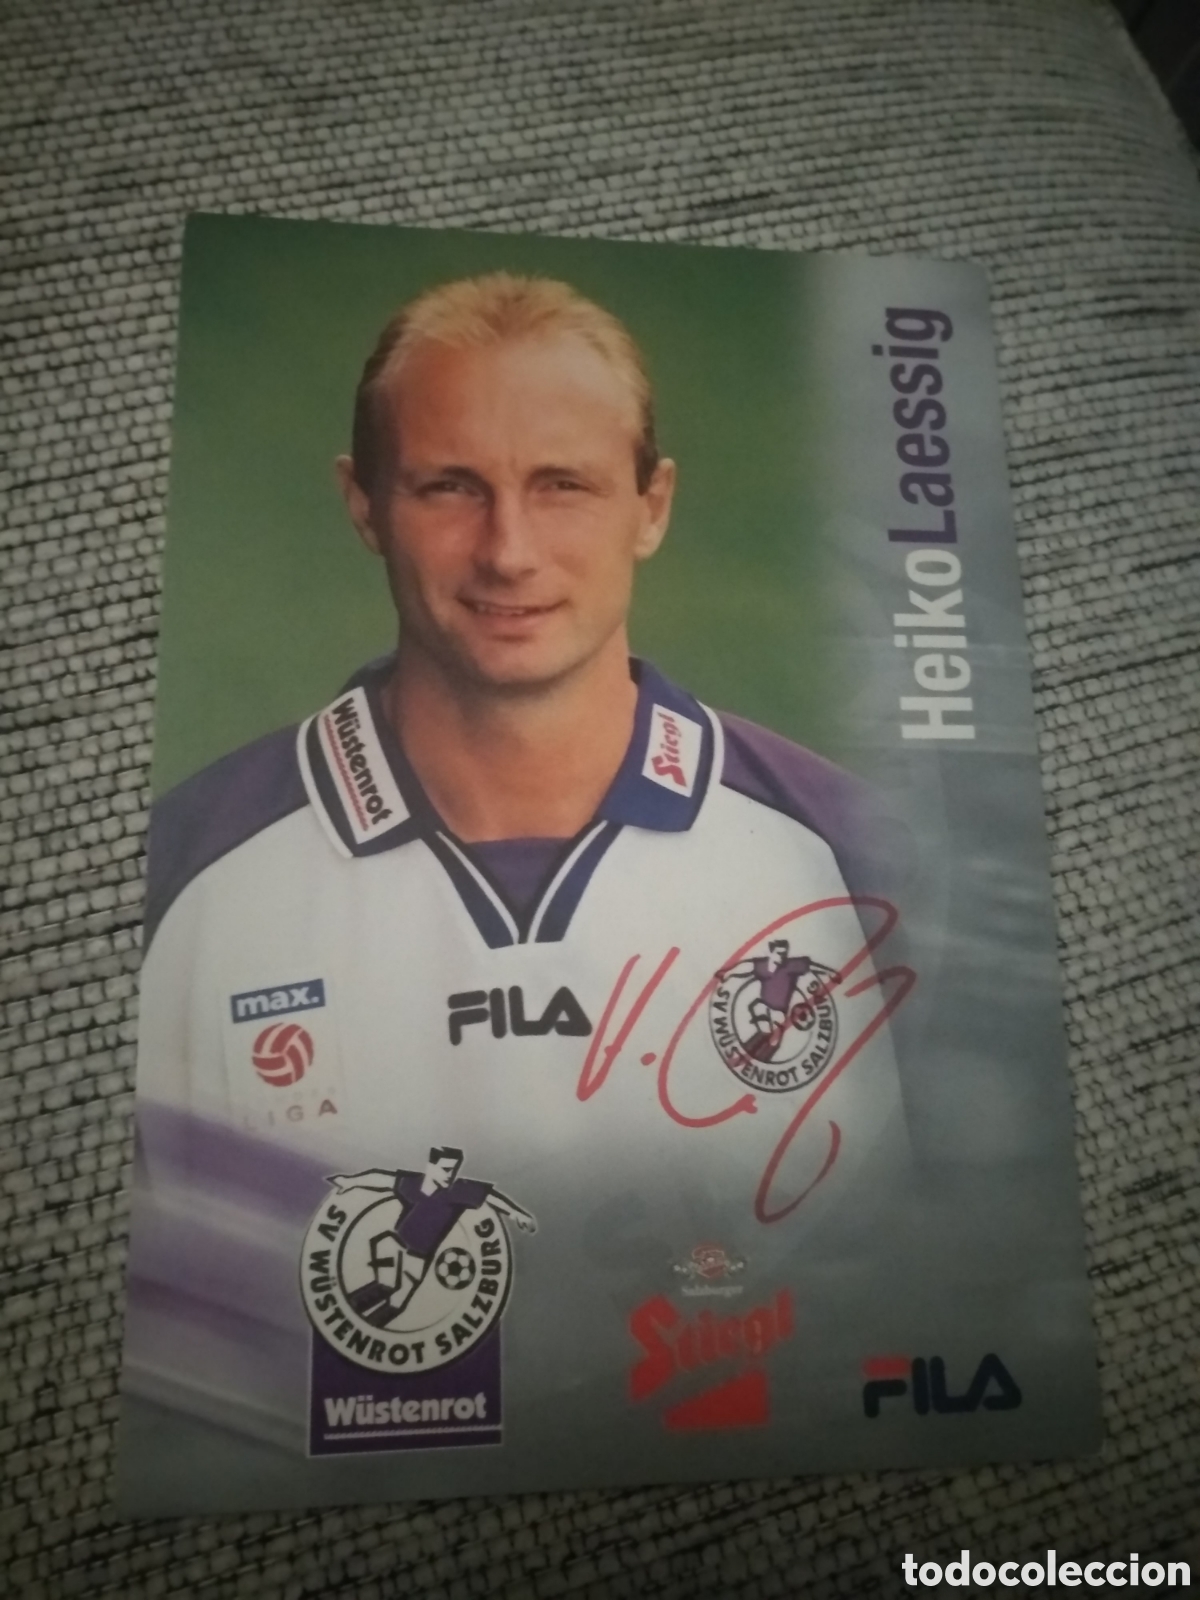 HeikoLaessig
Wüstenrot
Stiegl
max.
LIGA
FILA
SV WÜSTENROT SALZBURG
SV WÜSTENROT SALZBURG
Wüstenrot
Salzburger
Stiegl
FILA
todocoleccion